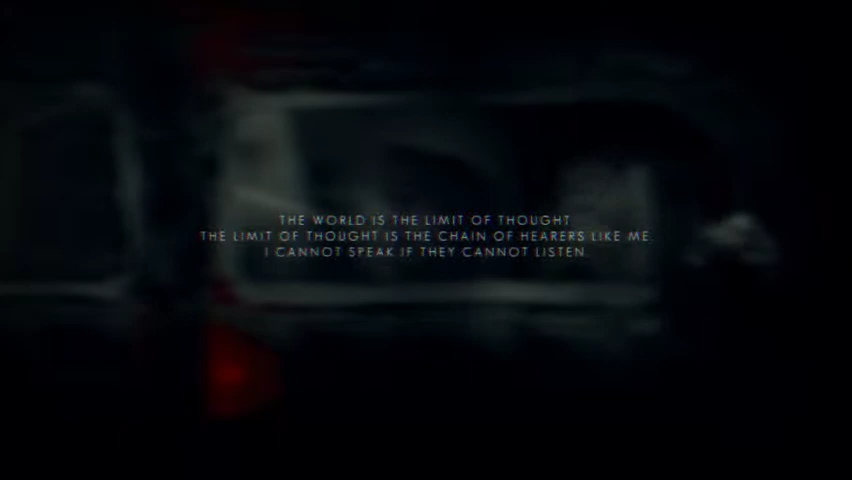 THE WORLD IS THE LIMIT OF THOUGHT
THE LIMIT OF THOUGHT IS THE CHAIN OF HEARERS LIKE ME.
I CANNOT SPEAK IF THEY CANNOT LISTEN.